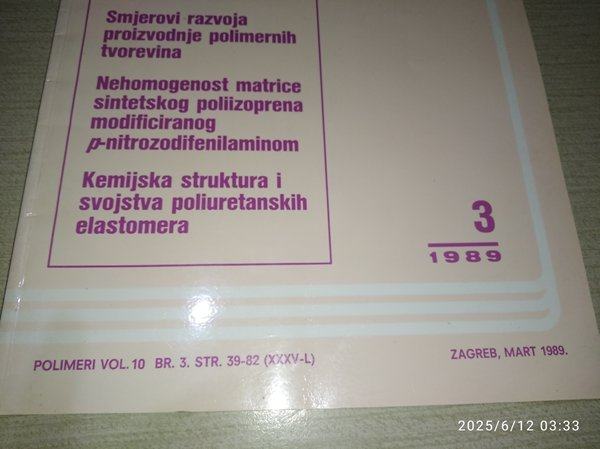 Smjerovi razvoja
proizvodnje polimernih
tvorevina
Nehomogenost matrice
sintetskog poliizoprena
modificiranog
p-nitrozodifenilaminom
Kemijska struktura i
svojstva poliuretanskih
elastomera
3
1989
POLIMERI VOL. 10 BR. 3. STR. 39-82 (XXXV-L)
ZAGREB, MART 1989.
2025/6/12 03:33